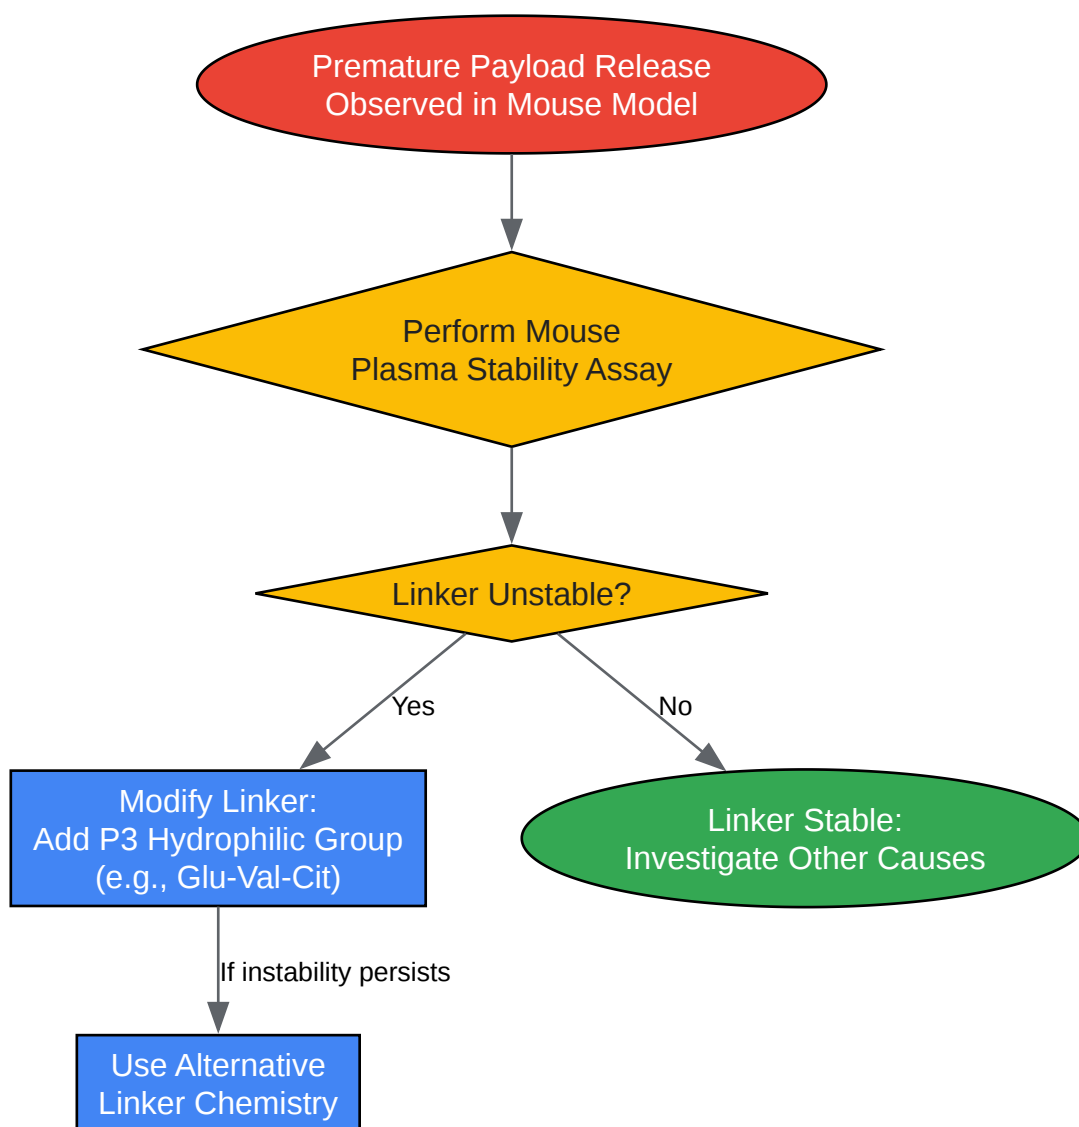 Premature Payload Release
Observed in Mouse Model
Perform Mouse
Plasma Stability Assay
Linker Unstable?
Yes
No
Modify Linker:
Add P3 Hydrophilic Group
(e.g., Glu-Val-Cit)
Linker Stable:
Investigate Other Causes
If instability persists
Use Alternative
Linker Chemistry